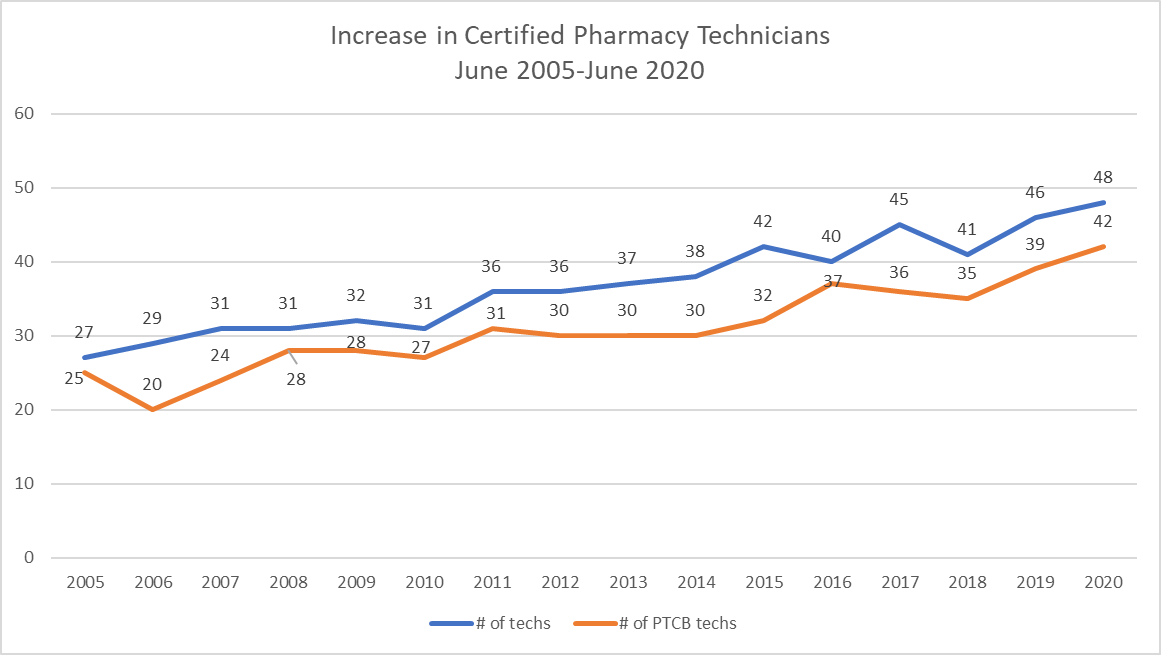 Increase in Certified Pharmacy Technicians
June 2005-June 2020
60
50
40
30
20
10
0
27 29 31 31 32 31 36 36 37 38 42 40 45 41 46 48
25 20 24 28 28 27 31 30 30 30 32 37 36 35 39 42
2005 2006 2007 2008 2009 2010 2011 2012 2013 2014 2015 2016 2017 2018 2019 2020
# of techs # of PTCB techs